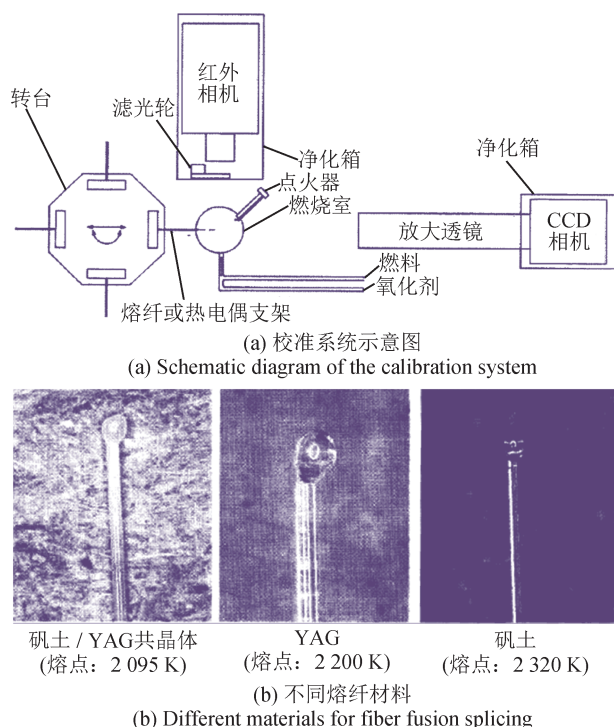 红外
相机
转台
滤光轮
净化箱
净化箱
点火器
燃烧室
放大透镜
CCD
相机
燃料
氧化剂
熔纤或热电偶支架
(a) 校准系统示意图
(a) Schematic diagram of the calibration system
矾土 / YAG共晶体
(熔点：2 095 K)
YAG
(熔点：2 200 K)
矾土
(熔点：2 320 K)
(b) 不同熔纤材料
(b) Different materials for fiber fusion splicing